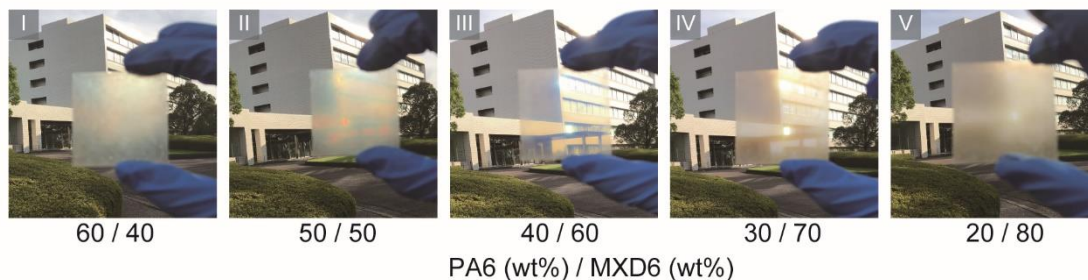 I
II
III
IV
V
60 / 40
50 / 50
40 / 60
30 / 70
20 / 80
PA6 (wt%) / MXD6 (wt%)